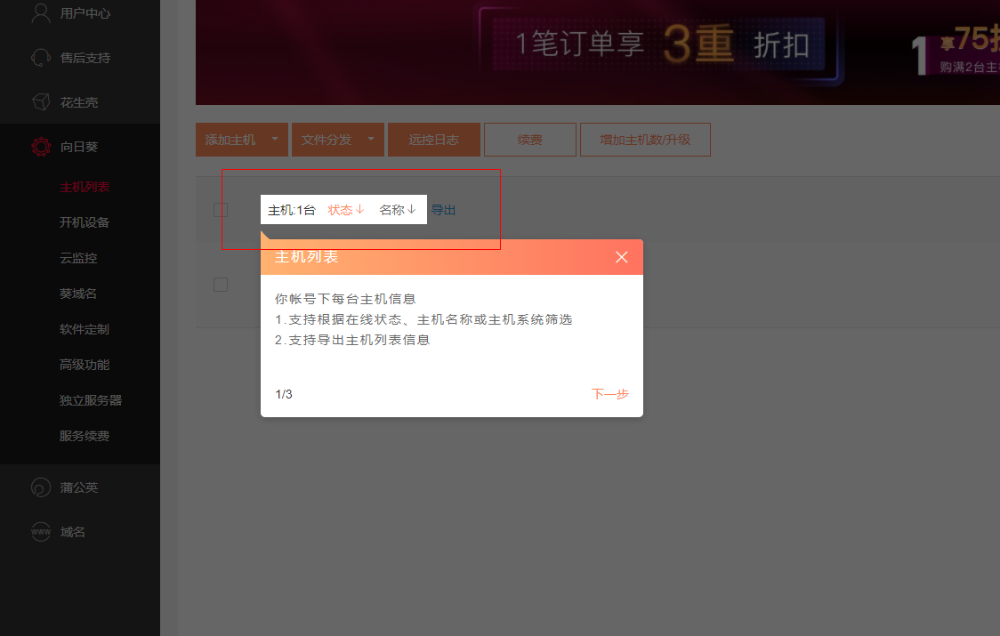 用户中心
售后支持
花生壳
向日葵
主机列表
开机设备
云监控
葵域名
软件定制
高级功能
独立服务器
服务续费
蒲公英
www 域名
1笔订单享 3重 折扣
1 享75折
购满2台主
添加主机 文件分发 远控日志 续费 增加主机数/升级
主机:1台 状态↓ 名称↓ 导出
主机列表
你帐号下每台主机信息
1.支持根据在线状态、主机名称或主机系统筛选
2.支持导出主机列表信息
1/3 下一步